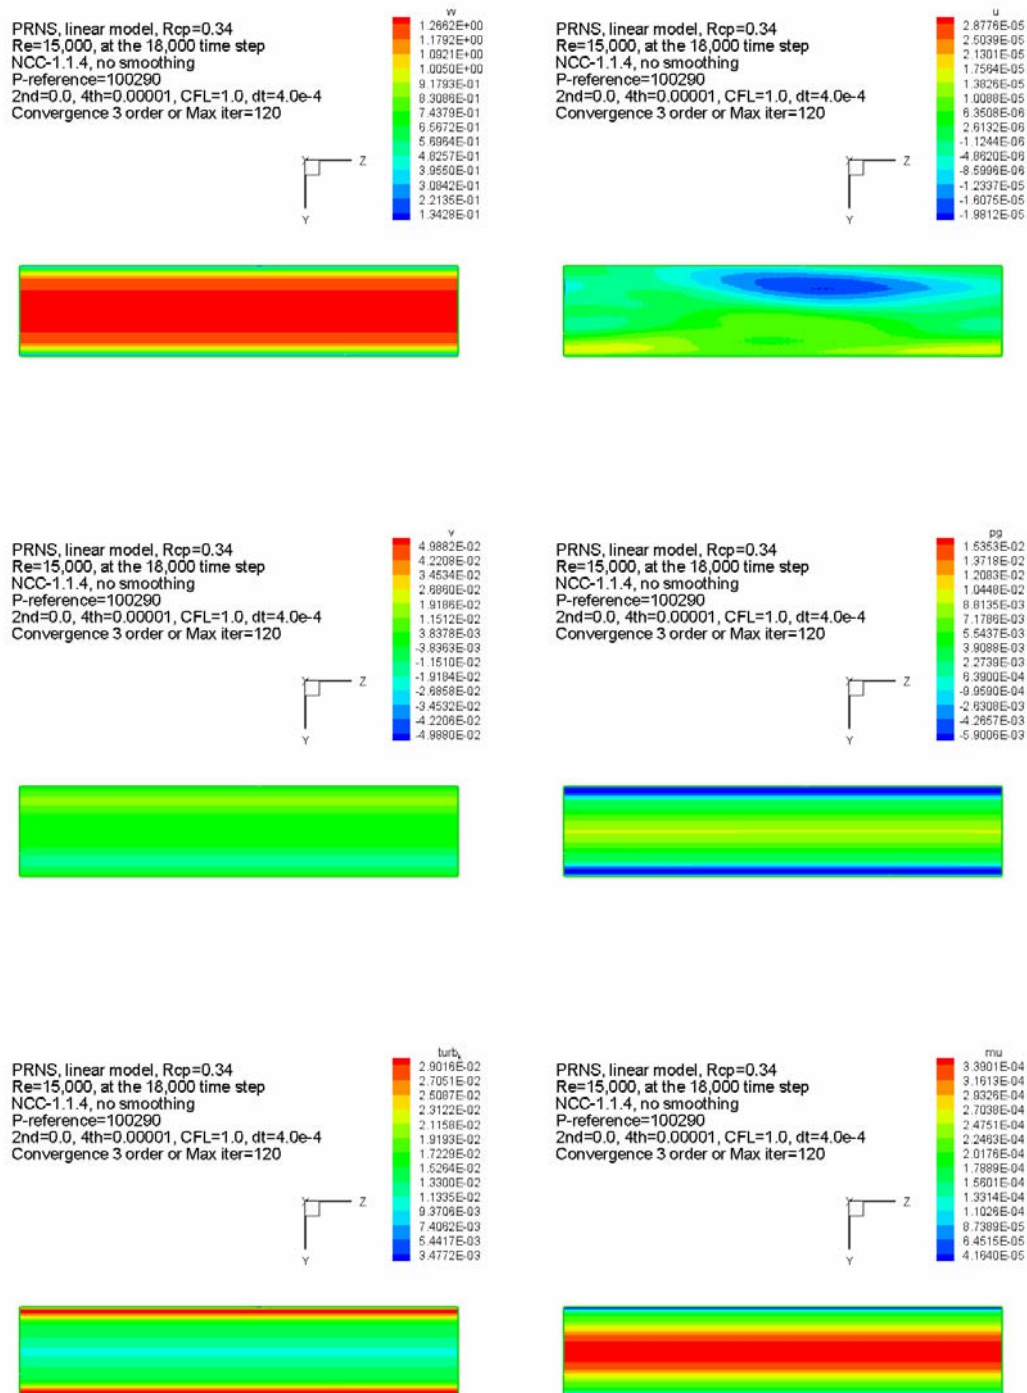 w
PRNS, linear model, Rcp=0.34
Re=15,000, at the 18,000 time step
NCC-1.1.4, no smoothing
P-reference=100290
2nd=0.0, 4th=0.00001, CFL=1.0, dt=4.0e-4
Convergence 3 order or Max iter=120
1.2662E+00
1.1792E+00
1.0921E+00
1.0050E+00
9.1793E-01
8.3086E-01
7.4379E-01
6.5672E-01
5.6964E-01
4.8257E-01
3.9550E-01
3.0842E-01
2.2135E-01
1.3428E-01
Z
Y
u
PRNS, linear model, Rcp=0.34
Re=15,000, at the 18,000 time step
NCC-1.1.4, no smoothing
P-reference=100290
2nd=0.0, 4th=0.00001, CFL=1.0, dt=4.0e-4
Convergence 3 order or Max iter=120
2.8776E-05
2.5039E-05
2.1301E-05
1.7564E-05
1.3826E-05
1.0088E-05
6.3508E-06
2.6132E-06
-1.1244E-06
-4.8620E-06
-8.5996E-06
-1.2337E-05
-1.6075E-05
-1.9812E-05
Z
Y
v
PRNS, linear model, Rcp=0.34
Re=15,000, at the 18,000 time step
NCC-1.1.4, no smoothing
P-reference=100290
2nd=0.0, 4th=0.00001, CFL=1.0, dt=4.0e-4
Convergence 3 order or Max iter=120
4.9882E-02
4.2208E-02
3.4534E-02
2.6860E-02
1.9186E-02
1.1512E-02
3.8378E-03
-3.8363E-03
-1.1510E-02
-1.9184E-02
-2.6858E-02
-3.4532E-02
-4.2206E-02
-4.9880E-02
Z
Y
pg
PRNS, linear model, Rcp=0.34
Re=15,000, at the 18,000 time step
NCC-1.1.4, no smoothing
P-reference=100290
2nd=0.0, 4th=0.00001, CFL=1.0, dt=4.0e-4
Convergence 3 order or Max iter=120
1.5353E-02
1.3718E-02
1.2083E-02
1.0448E-02
8.8135E-03
7.1786E-03
5.5437E-03
3.9088E-03
2.2739E-03
6.3900E-04
-9.9590E-04
-2.6308E-03
-4.2657E-03
-5.9006E-03
Z
Y
turb_k
PRNS, linear model, Rcp=0.34
Re=15,000, at the 18,000 time step
NCC-1.1.4, no smoothing
P-reference=100290
2nd=0.0, 4th=0.00001, CFL=1.0, dt=4.0e-4
Convergence 3 order or Max iter=120
2.9016E-02
2.7051E-02
2.5087E-02
2.3122E-02
2.1158E-02
1.9193E-02
1.7229E-02
1.5264E-02
1.3300E-02
1.1335E-02
9.3706E-03
7.4062E-03
5.4417E-03
3.4772E-03
Z
Y
mu
PRNS, linear model, Rcp=0.34
Re=15,000, at the 18,000 time step
NCC-1.1.4, no smoothing
P-reference=100290
2nd=0.0, 4th=0.00001, CFL=1.0, dt=4.0e-4
Convergence 3 order or Max iter=120
3.3901E-04
3.1613E-04
2.9326E-04
2.7038E-04
2.4751E-04
2.2463E-04
2.0176E-04
1.7889E-04
1.5601E-04
1.3314E-04
1.1026E-04
8.7389E-05
6.4515E-05
4.1640E-05
Z
Y